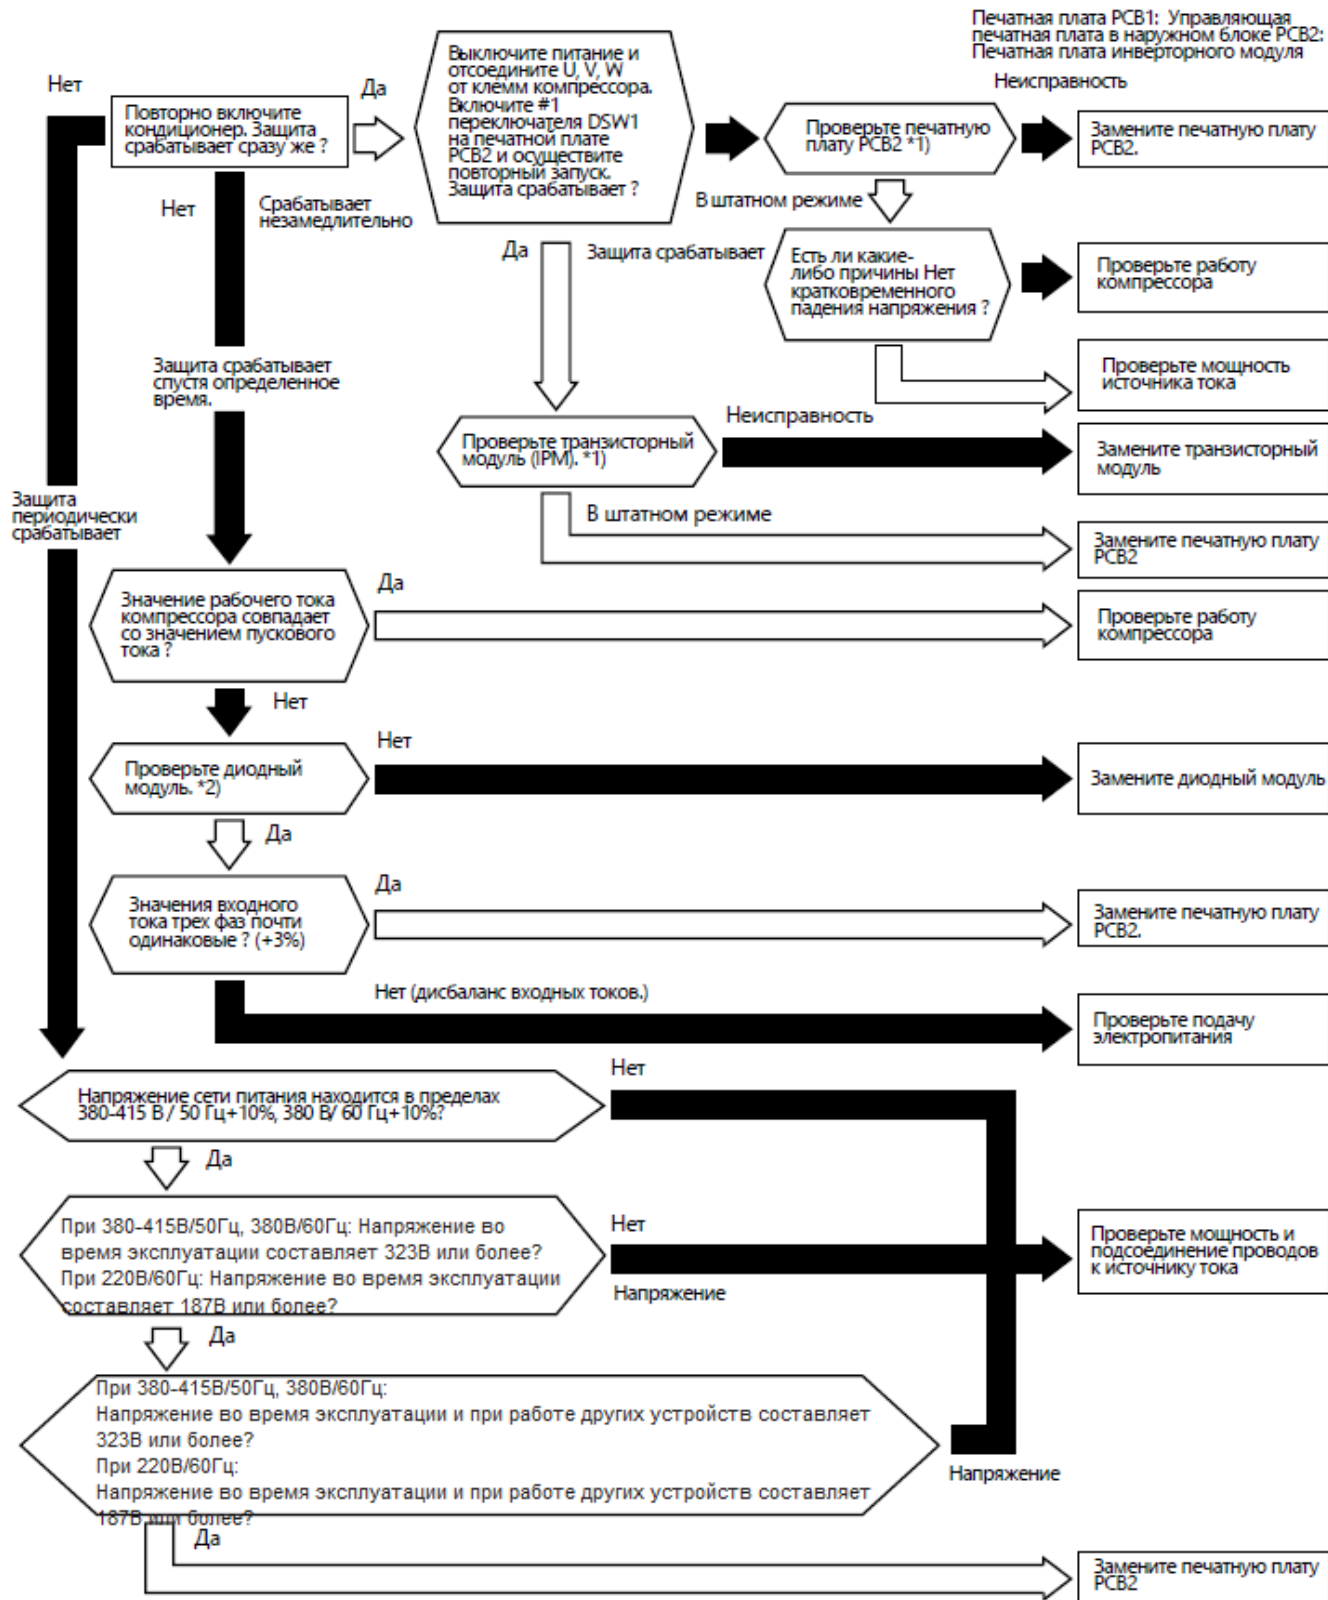 Печатная плата PCB1: Управляющая
печатная плата в наружном блоке PCB2:
Печатная плата инверторного модуля
Нет
Повторно включите
кондиционер. Защита
срабатывает сразу же ?
Да
Выключите питание и
отсоедините U, V, W
от клемм компрессора.
Включите #1
переключателя DSW1
на печатной плате
PCB2 и осуществите
повторный запуск.
Защита срабатывает ?
Проверьте печатную
плату PCB2 *1)
Неисправность
Замените печатную плату
PCB2.
Нет
Срабатывает
незамедлительно
В штатном режиме
Да
Защита срабатывает
Есть ли какие-
либо причины Нет
кратковременного
падения напряжения ?
Проверьте работу
компрессора
Проверьте мощность
источника тока
Защита срабатывает
спустя определенное
время.
Проверьте транзисторный
модуль (IPM). *1)
Неисправность
Замените транзисторный
модуль
Защита
периодически
срабатывает
В штатном режиме
Замените печатную плату
PCB2
Значение рабочего тока
компрессора совпадает
со значением пускового
тока ?
Да
Проверьте работу
компрессора
Нет
Проверьте диодный
модуль. *2)
Нет
Замените диодный модуль
Да
Значения входного
тока трех фаз почти
одинаковые ? (+3%)
Да
Замените печатную плату
PCB2.
Нет (дисбаланс входных токов.)
Проверьте подачу
электропитания
Напряжение сети питания находится в пределах
380-415 В / 50 Гц+10%, 380 В/ 60 Гц+10%?
Нет
Да
При 380-415В/50Гц, 380В/60Гц: Напряжение во
время эксплуатации составляет 323В или более?
При 220В/60Гц: Напряжение во время эксплуатации
составляет 187В или более?
Нет
Напряжение
Проверьте мощность и
подсоединение проводов
к источнику тока
Да
При 380-415В/50Гц, 380В/60Гц:
Напряжение во время эксплуатации и при работе других устройств составляет
323В или более?
При 220В/60Гц:
Напряжение во время эксплуатации и при работе других устройств составляет
187В или более?
Напряжение
Да
Замените печатную плату
PCB2